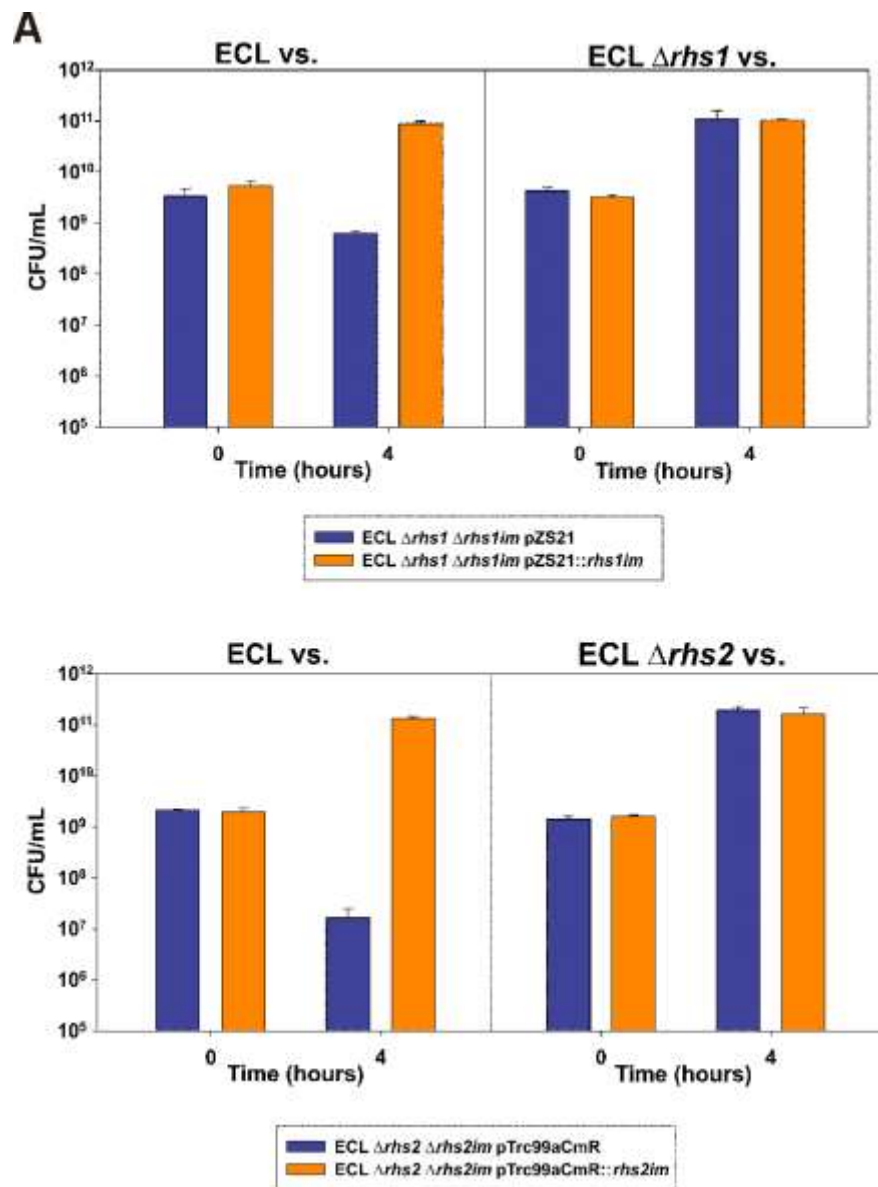 A
ECL vs.
ECL Δrhs1 vs.
10¹²
10¹¹
10¹⁰
10⁹
10⁸
10⁷
10⁶
10⁵
CFU/mL
0
4
0
4
Time (hours)
Time (hours)
ECL Δrhs1 Δrhs1im pZS21
ECL Δrhs1 Δrhs1im pZS21::rhs1im
ECL vs.
ECL Δrhs2 vs.
10¹²
10¹¹
10¹⁰
10⁹
10⁸
10⁷
10⁶
10⁵
CFU/mL
0
4
0
4
Time (hours)
Time (hours)
ECL Δrhs2 Δrhs2im pTrc99aCmR
ECL Δrhs2 Δrhs2im pTrc99aCmR::rhs2im